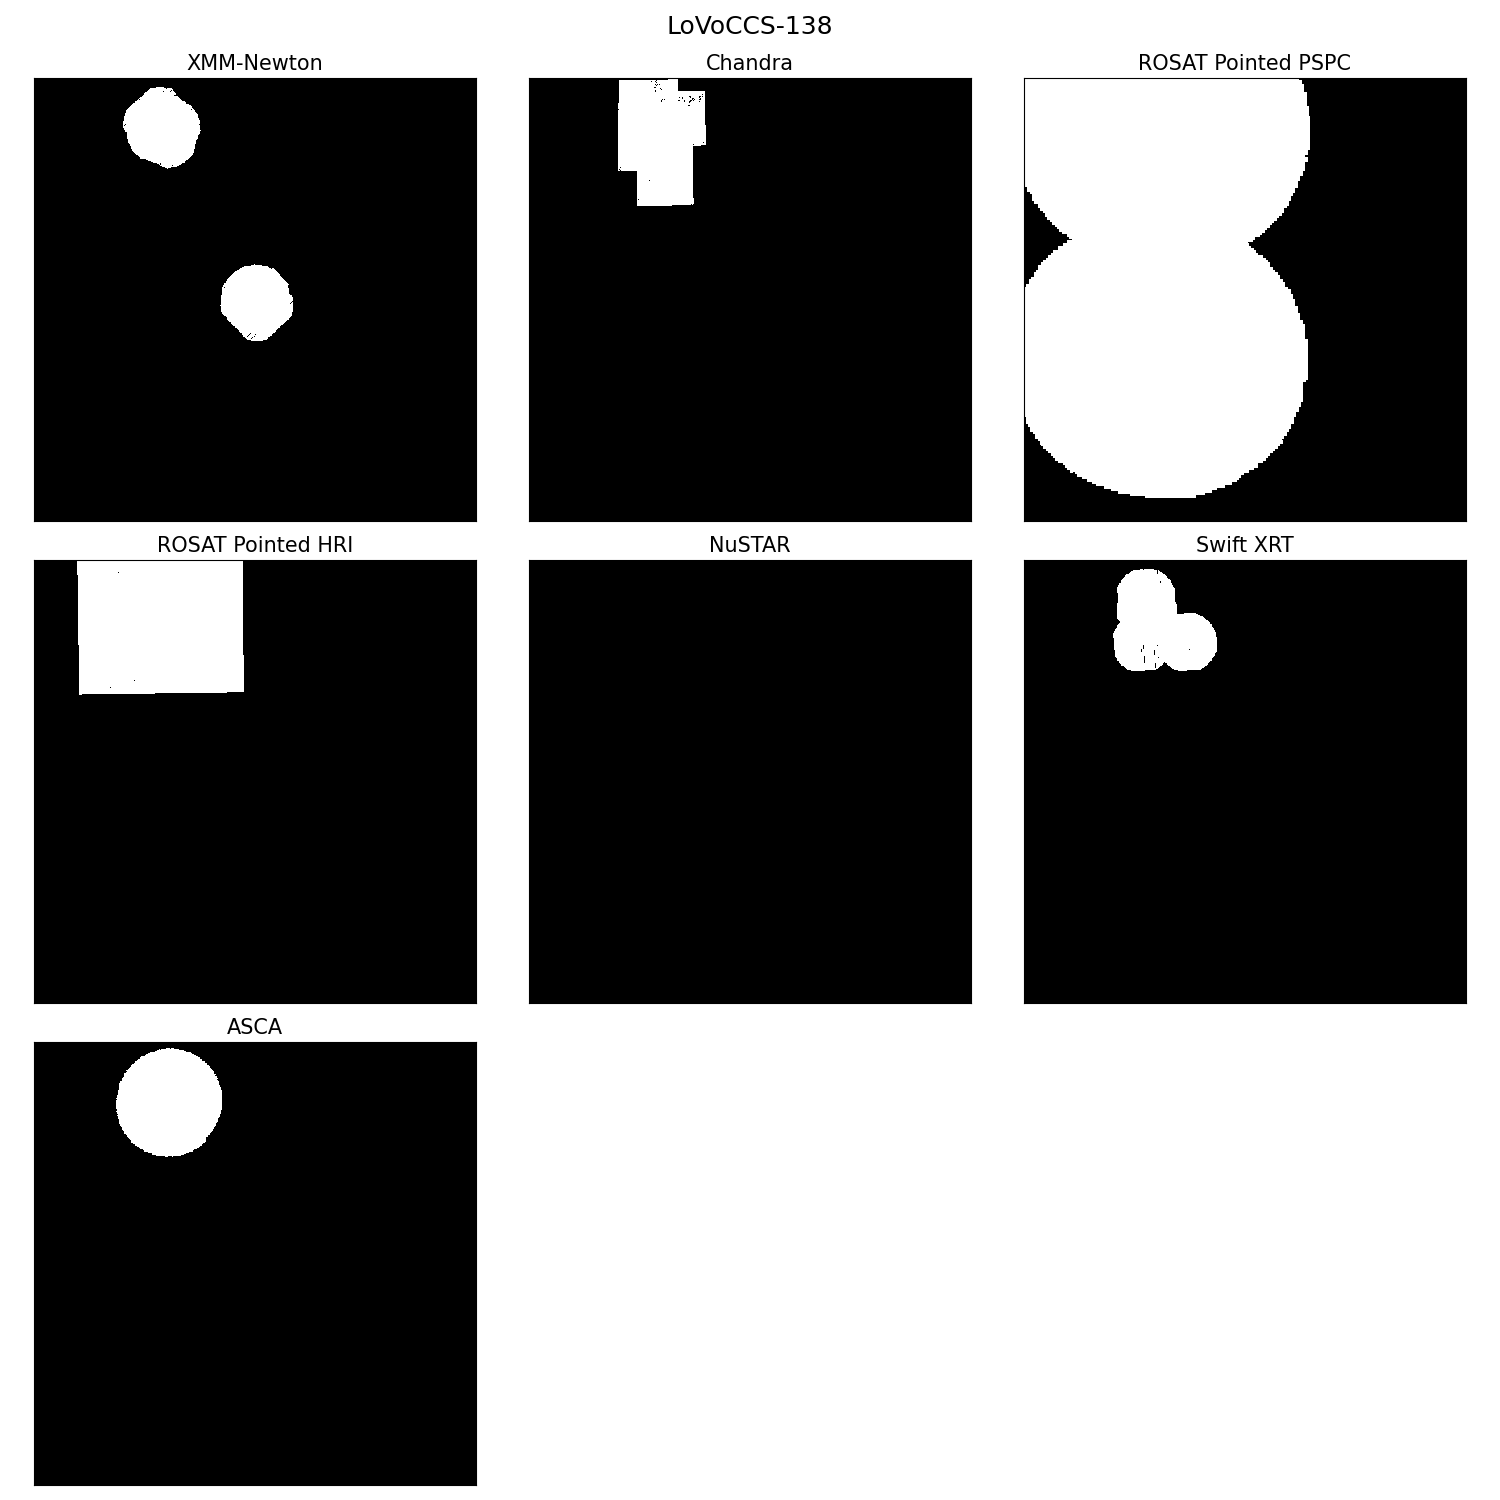 LoVoCCS-138
XMM-Newton
Chandra
ROSAT Pointed PSPC
ROSAT Pointed HRI
NuSTAR
Swift XRT
ASCA